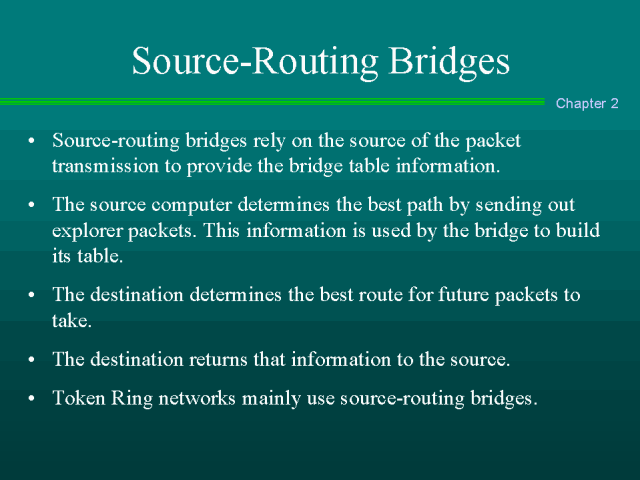 Source-Routing Bridges
Chapter 2
• Source-routing bridges rely on the source of the packet
transmission to provide the bridge table information.
• The source computer determines the best path by sending out
explorer packets. This information is used by the bridge to build
its table.
• The destination determines the best route for future packets to
take.
• The destination returns that information to the source.
• Token Ring networks mainly use source-routing bridges.